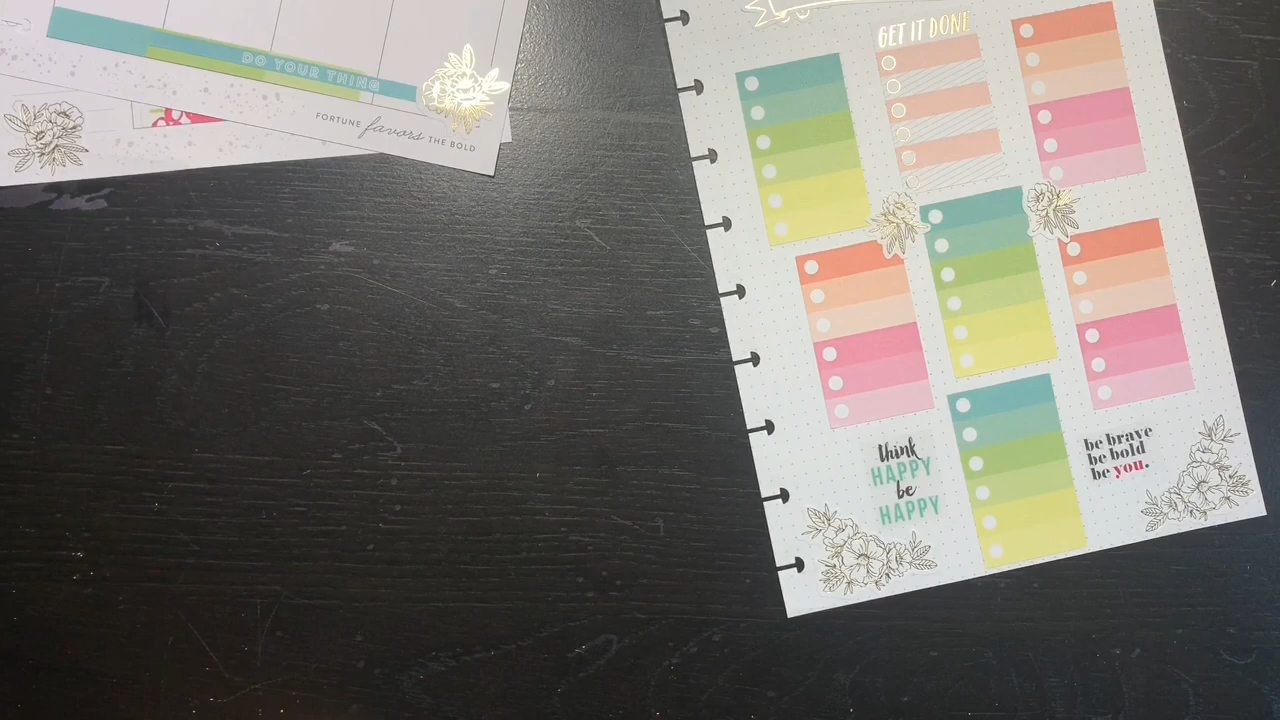 DO YOUR THING
FORTUNE favors THE BOLD
GET IT DONE
think
HAPPY
be
HAPPY
be brave
be bold
be you.